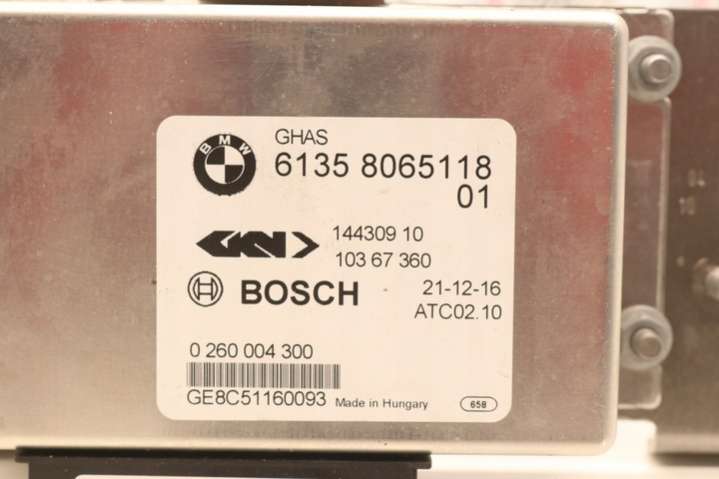 BMW
GHAS
6135 8065118
01
GKN
144309 10
103 67 360
BOSCH
21-12-16
ATC02.10
0 260 004 300
GE8C51160093 Made in Hungary 658